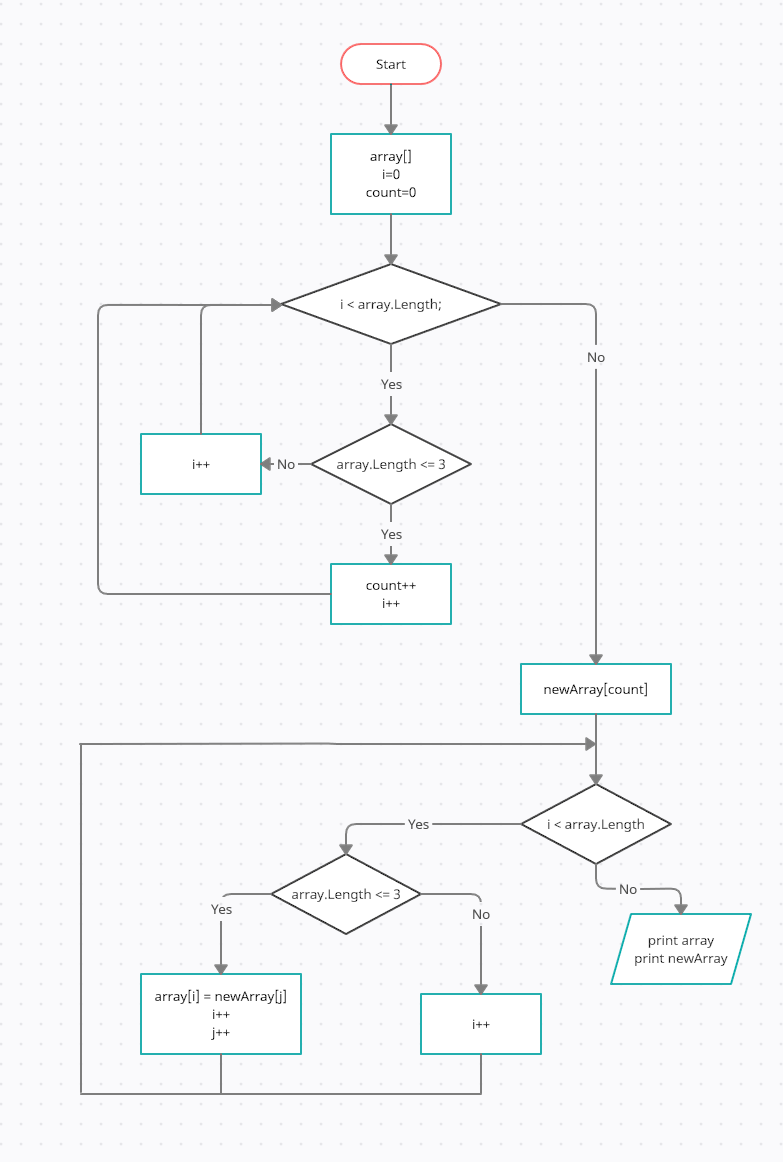 Start
array[]
i=0
count=0
i < array.Length;
No
Yes
i++
No
array.Length <= 3
Yes
count++
i++
newArray[count]
i < array.Length
Yes
No
array.Length <= 3
Yes
No
print array
print newArray
array[i] = newArray[j]
i++
j++
i++